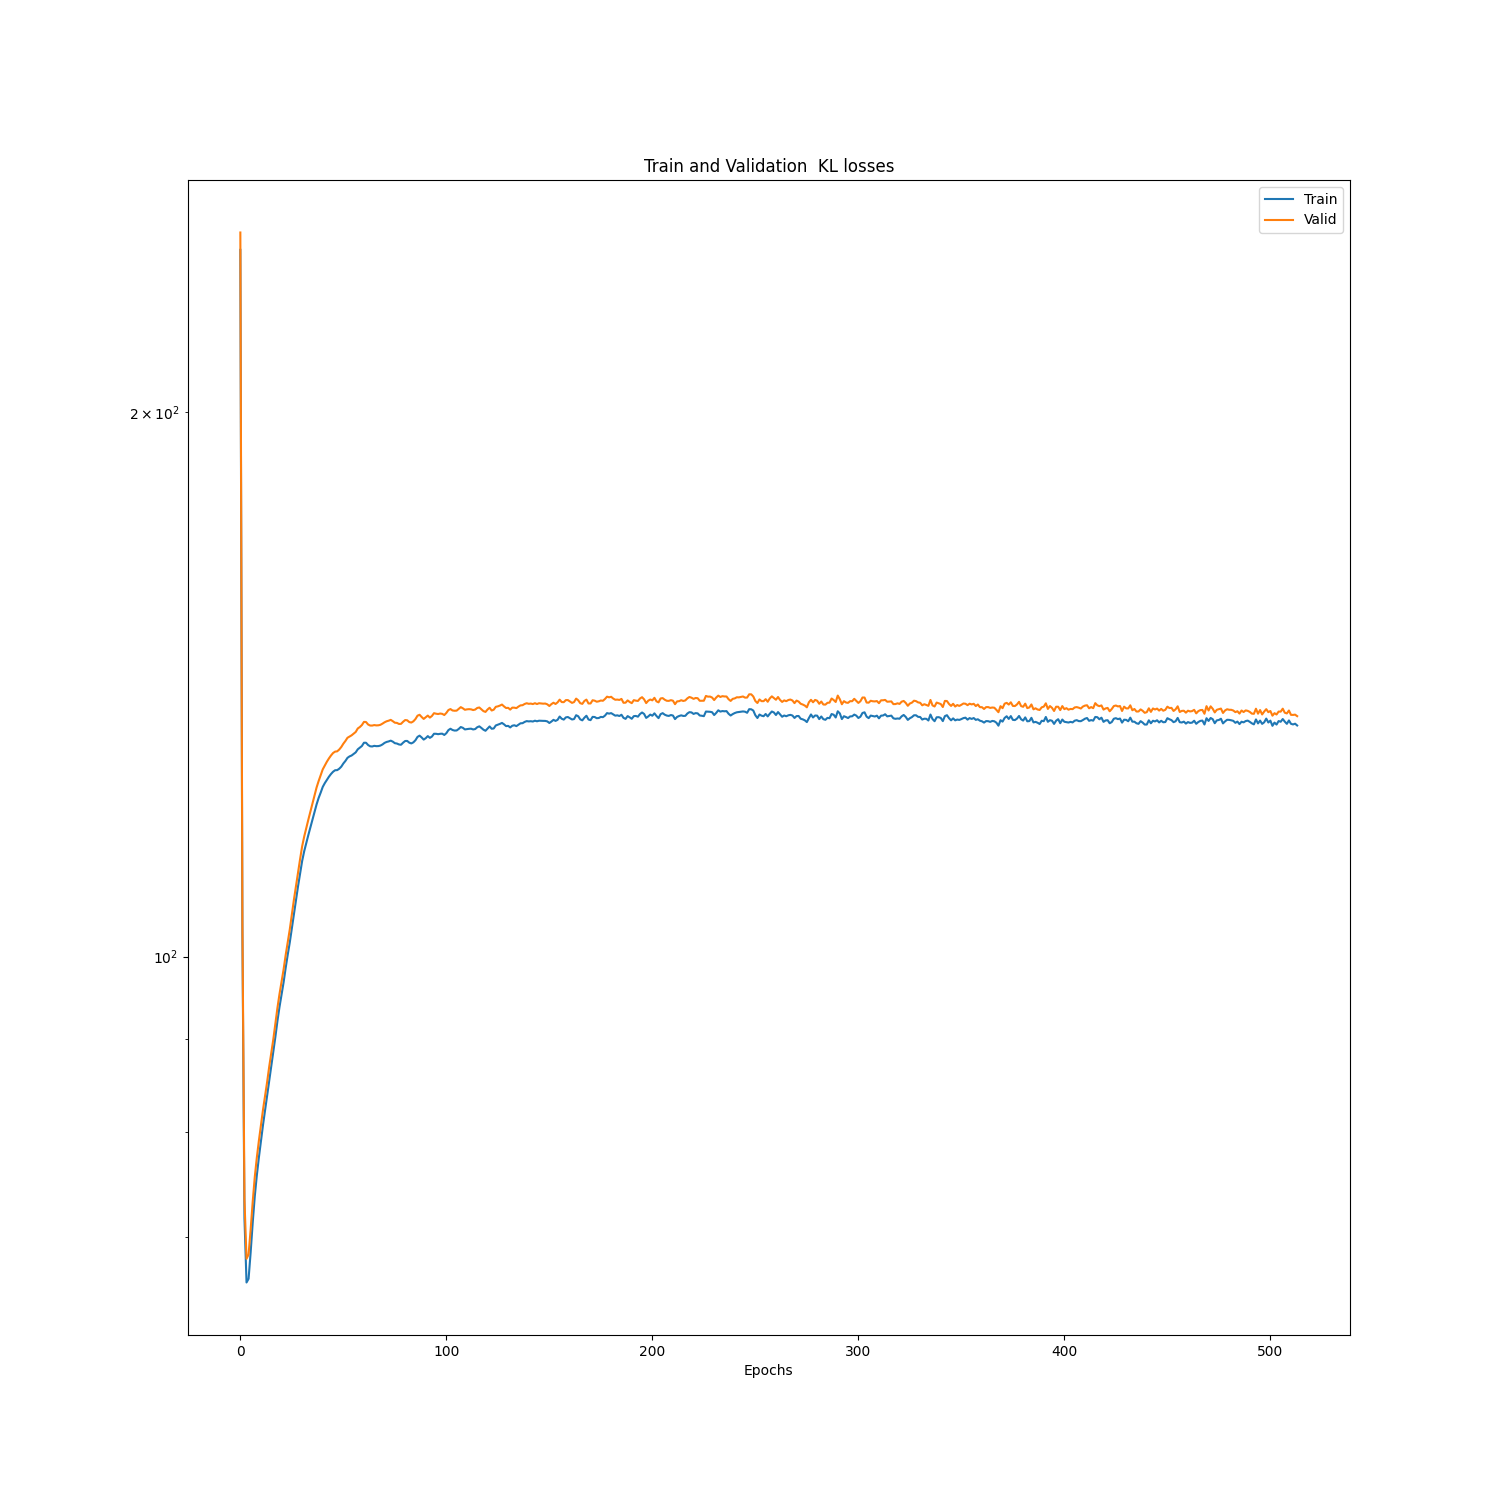 Train and Validation  KL losses
Train
Valid
2 × 10²
10²
0 100 200 300 400 500
Epochs